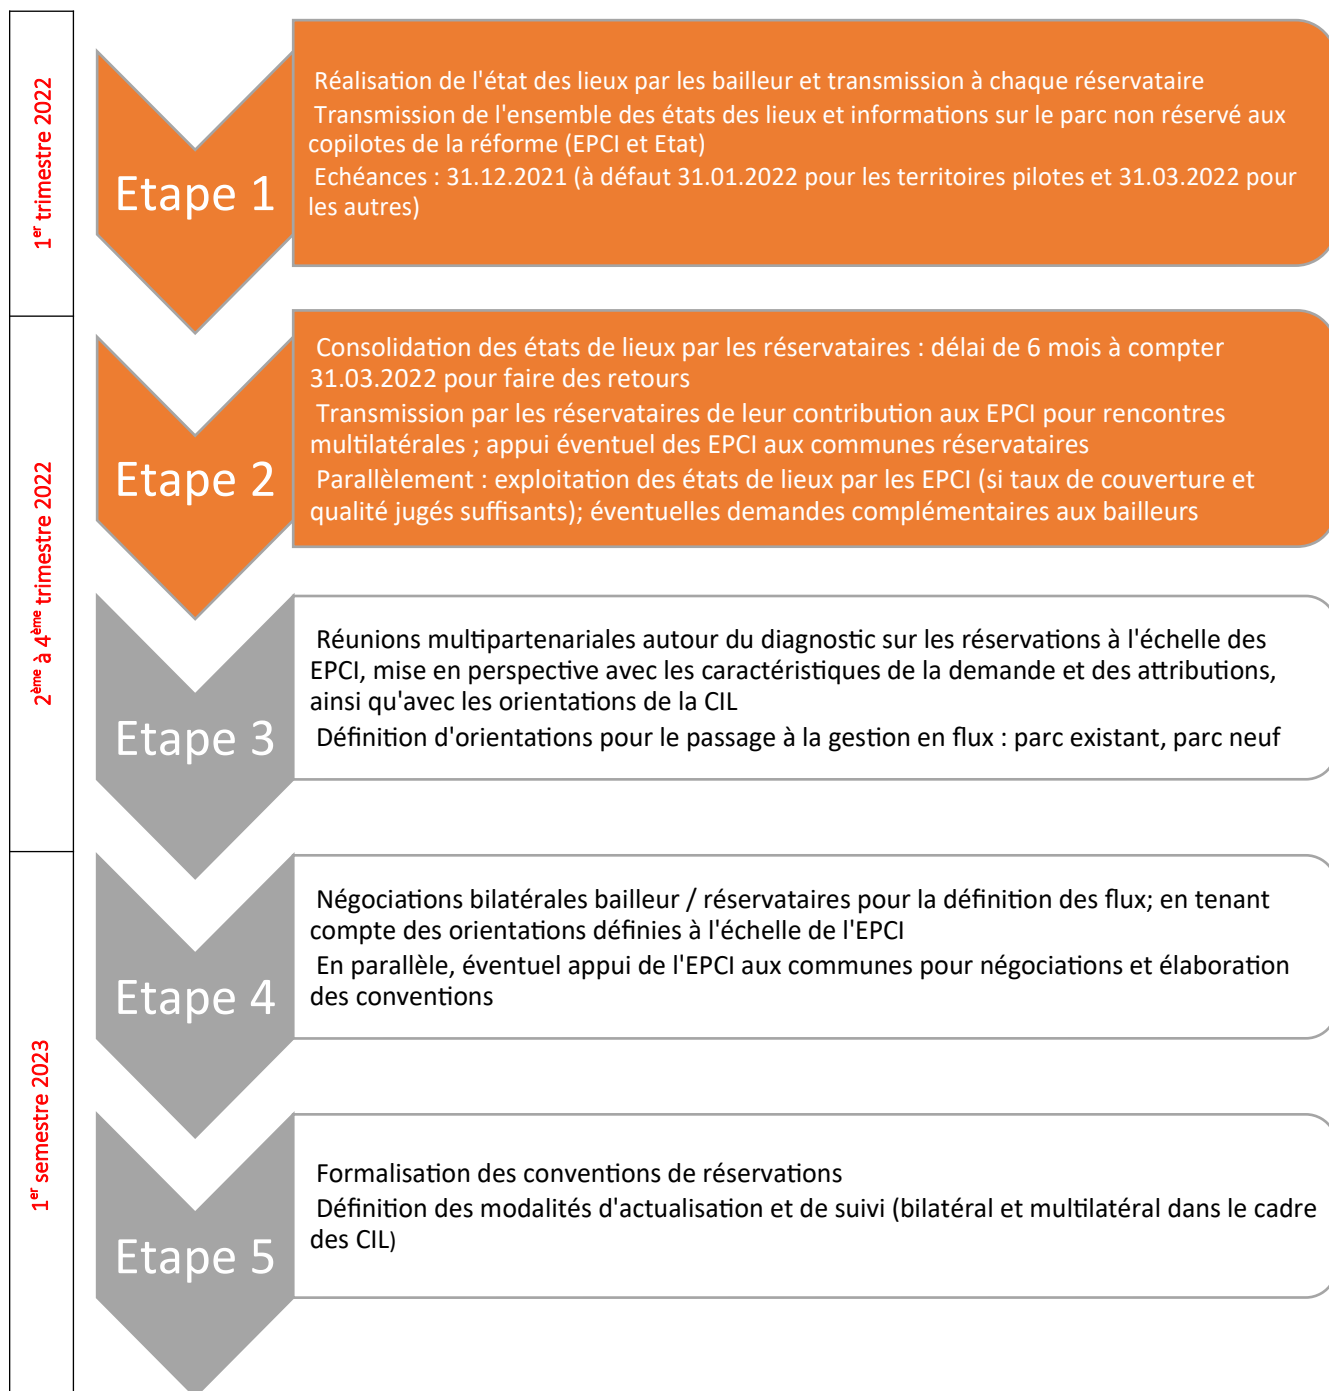 1er trimestre 2022
Etape 1
Réalisation de l'état des lieux par les bailleur et transmission à chaque réservataire
Transmission de l'ensemble des états des lieux et informations sur le parc non réservé aux
copilotes de la réforme (EPCI et Etat)
Echéances : 31.12.2021 (à défaut 31.01.2022 pour les territoires pilotes et 31.03.2022 pour
les autres)
2ème à 4ème trimestre 2022
Etape 2
Consolidation des états de lieux par les réservataires : délai de 6 mois à compter
31.03.2022 pour faire des retours
Transmission par les réservataires de leur contribution aux EPCI pour rencontres
multilatérales ; appui éventuel des EPCI aux communes réservataires
Parallèlement : exploitation des états de lieux par les EPCI (si taux de couverture et
qualité jugés suffisants); éventuelles demandes complémentaires aux bailleurs
Etape 3
Réunions multipartenariales autour du diagnostic sur les réservations à l'échelle des
EPCI, mise en perspective avec les caractéristiques de la demande et des attributions,
ainsi qu'avec les orientations de la CIL
Définition d'orientations pour le passage à la gestion en flux : parc existant, parc neuf
1er semestre 2023
Etape 4
Négociations bilatérales bailleur / réservataires pour la définition des flux; en tenant
compte des orientations définies à l'échelle de l'EPCI
En parallèle, éventuel appui de l'EPCI aux communes pour négociations et élaboration
des conventions
Etape 5
Formalisation des conventions de réservations
Définition des modalités d'actualisation et de suivi (bilatéral et multilatéral dans le cadre
des CIL)